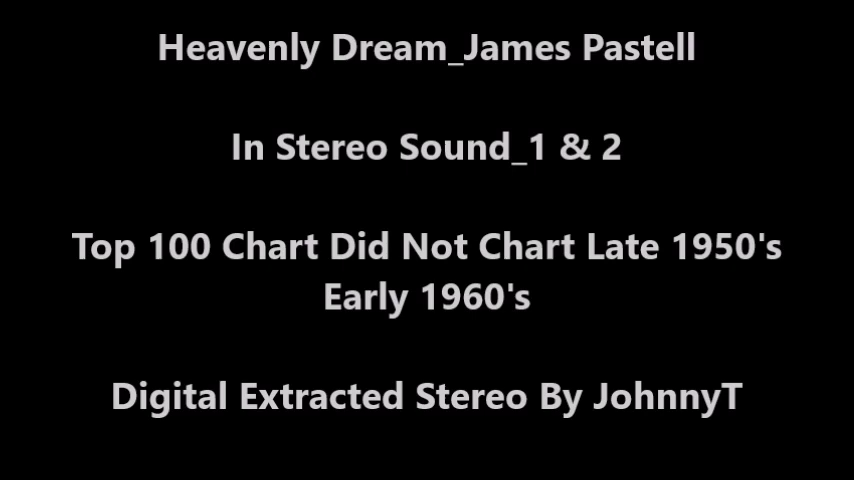 Heavenly Dream_James Pastell
In Stereo Sound_1 & 2
Top 100 Chart Did Not Chart Late 1950's
Early 1960's
Digital Extracted Stereo By JohnnyT